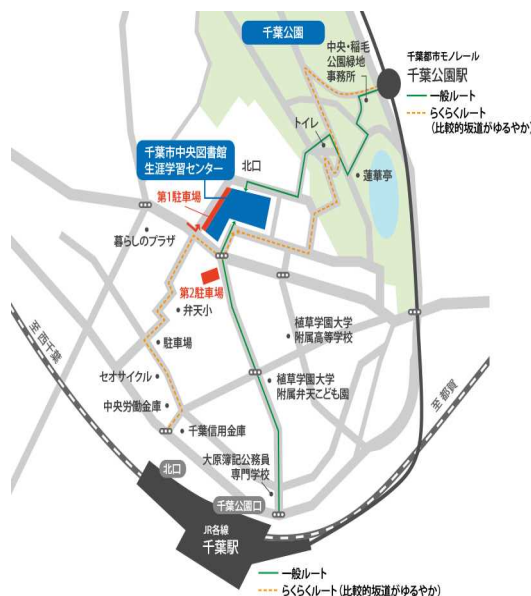 千葉公園
中央・稲毛
公園緑地
事務所
千葉都市モノレール
千葉公園駅
一般ルート
らくらくルート
(比較的坂道がゆるやか)
トイレ
千葉市中央図書館
生涯学習センター
北口
蓮華亭
第1駐車場
暮らしのプラザ
第2駐車場
弁天小
至 西千葉
駐車場
植草学園大学
附属高等学校
セオサイクル
植草学園大学
附属弁天こども園
至 都賀
中央労働金庫
千葉信用金庫
大原簿記公務員
専門学校
北口
千葉公園口
JR各線
千葉駅
一般ルート
らくらくルート(比較的坂道がゆるやか)